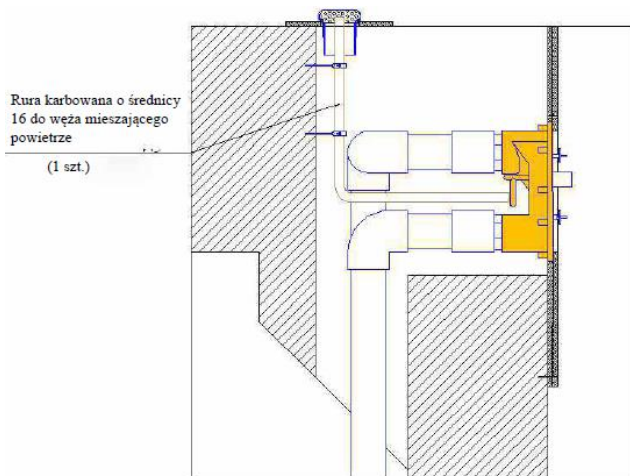 Rura karbowana o średnicy
16 do węża mieszającego
powietrze
(1 szt.)